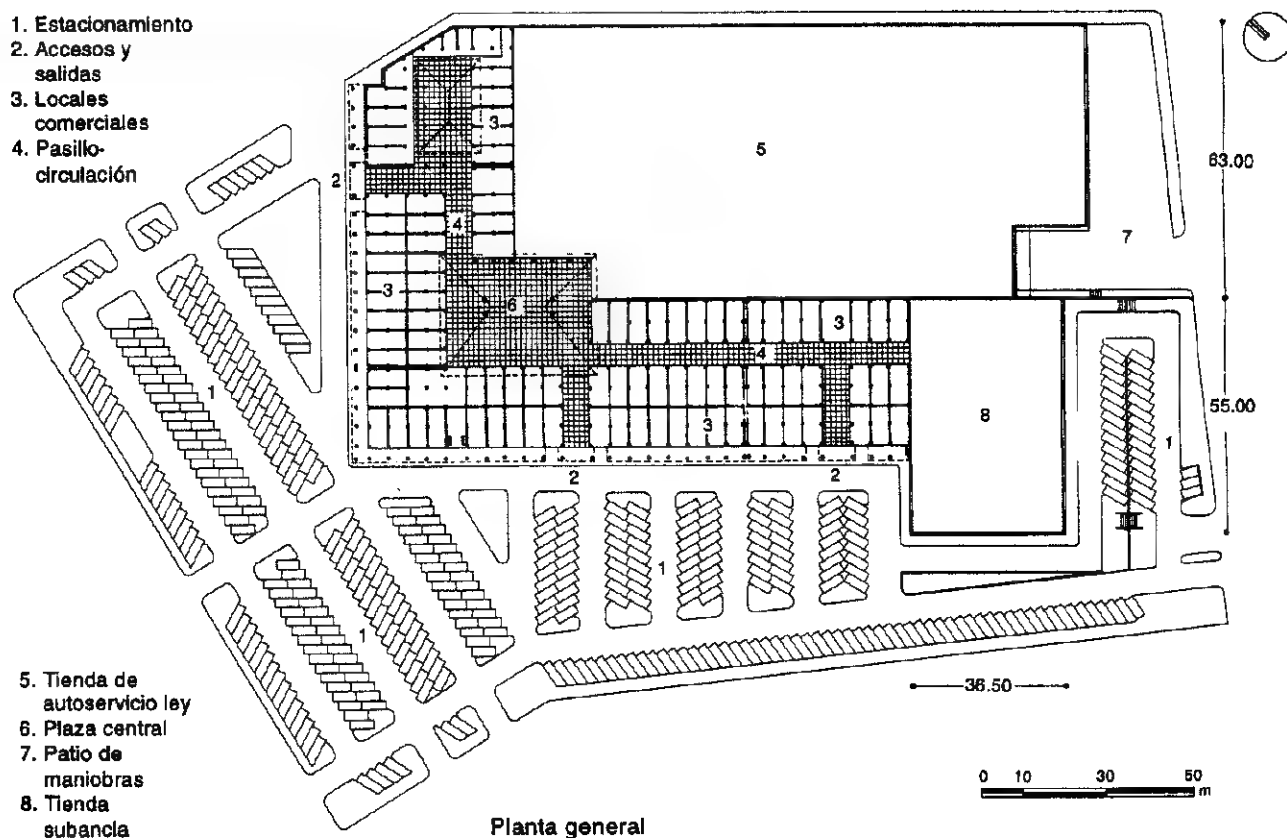 1. Estacionamiento
2. Accesos y
salidas
3. Locales
comerciales
4. Pasillo-
circulación
5. Tienda de
autoservicio ley
6. Plaza central
7. Patio de
maniobras
8. Tienda
subancla
2
3
4
3
6
5
63.00
7
3
4
3
8
55.00
1
2
2
1
1
1
36.50
0 10 30 50
m
Planta general